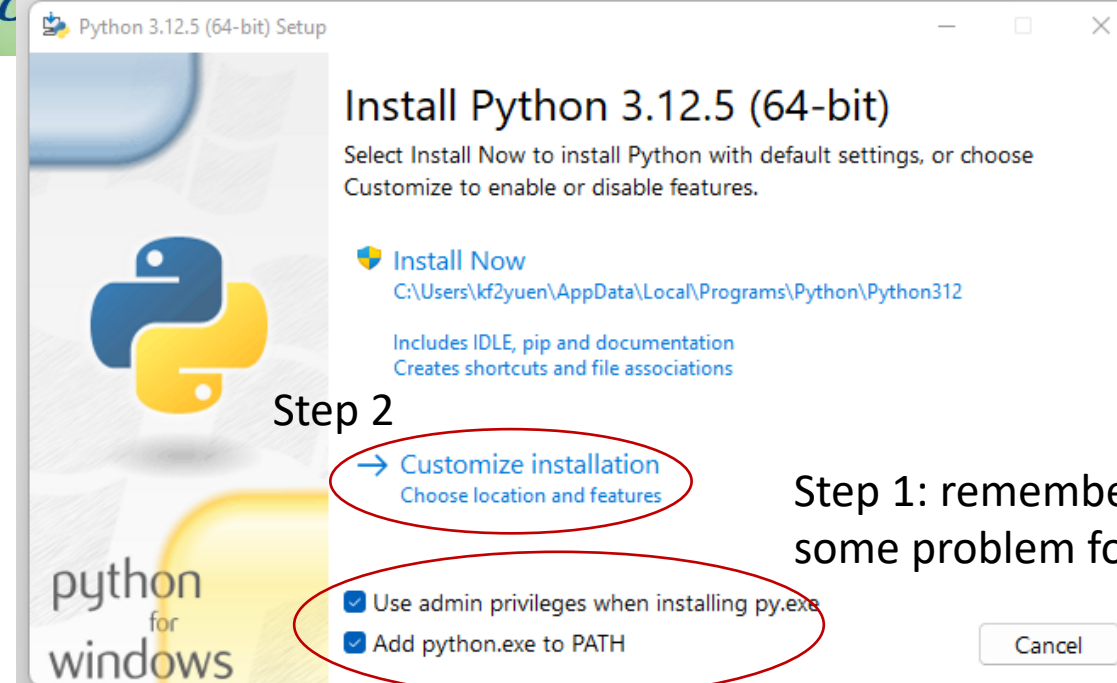 Python 3.12.5 (64-bit) Setup
Install Python 3.12.5 (64-bit)
Select Install Now to install Python with default settings, or choose
Customize to enable or disable features.
Install Now
C:\Users\kf2yuen\AppData\Local\Programs\Python\Python312
Includes IDLE, pip and documentation
Creates shortcuts and file associations
Step 2
Customize installation
Choose location and features
Step 1: remembe
some problem fo
Use admin privileges when installing py.exe
Add python.exe to PATH
Cancel
python
for
windows